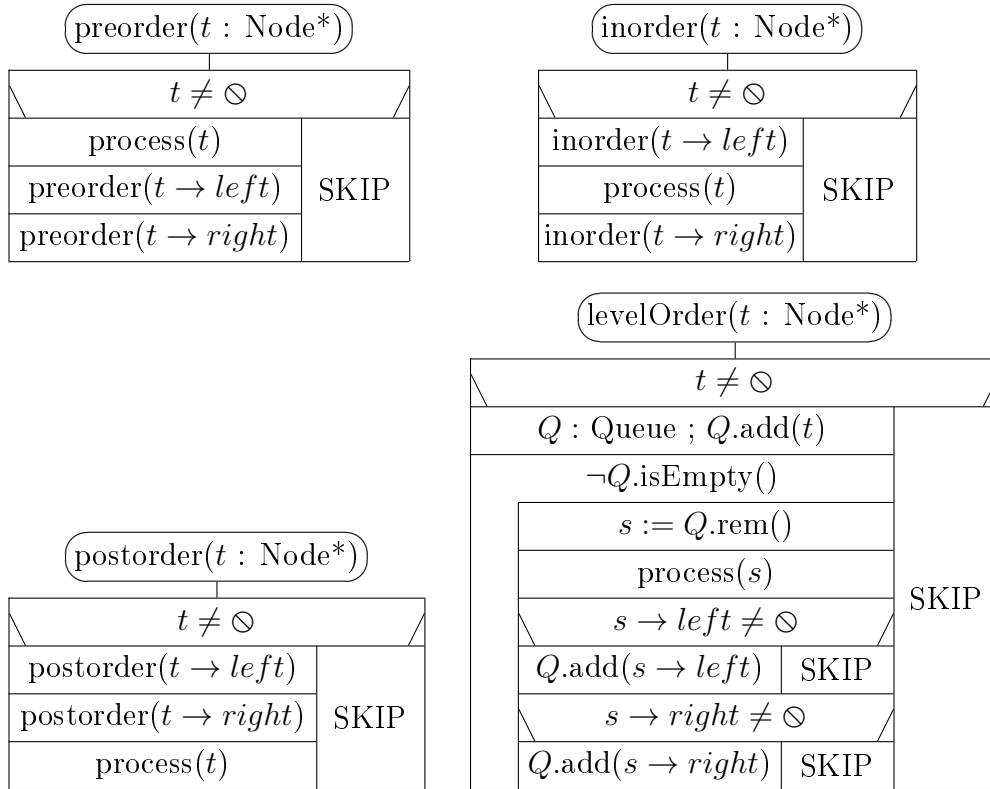 preorder(t : Node*)
t ≠ ⦸
process(t)
preorder(t → left)
preorder(t → right)
SKIP
inorder(t : Node*)
t ≠ ⦸
inorder(t → left)
process(t)
inorder(t → right)
SKIP
postorder(t : Node*)
t ≠ ⦸
postorder(t → left)
postorder(t → right)
process(t)
SKIP
levelOrder(t : Node*)
t ≠ ⦸
Q : Queue ; Q.add(t)
¬Q.isEmpty()
s := Q.rem()
process(s)
s → left ≠ ⦸
Q.add(s → left)
SKIP
s → right ≠ ⦸
Q.add(s → right)
SKIP
SKIP